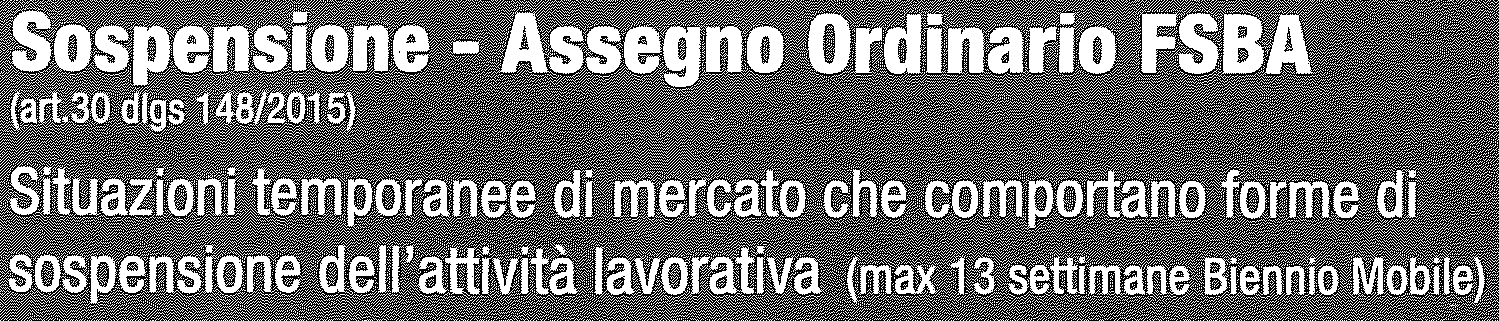 Sospensione - Assegno Ordinario FSBA
(art.30 dlgs 148/2015)
Situazioni temporanee di mercato che comportano forme di
sospensione dell'attività lavorativa (max 13 settimane Biennio Mobile)